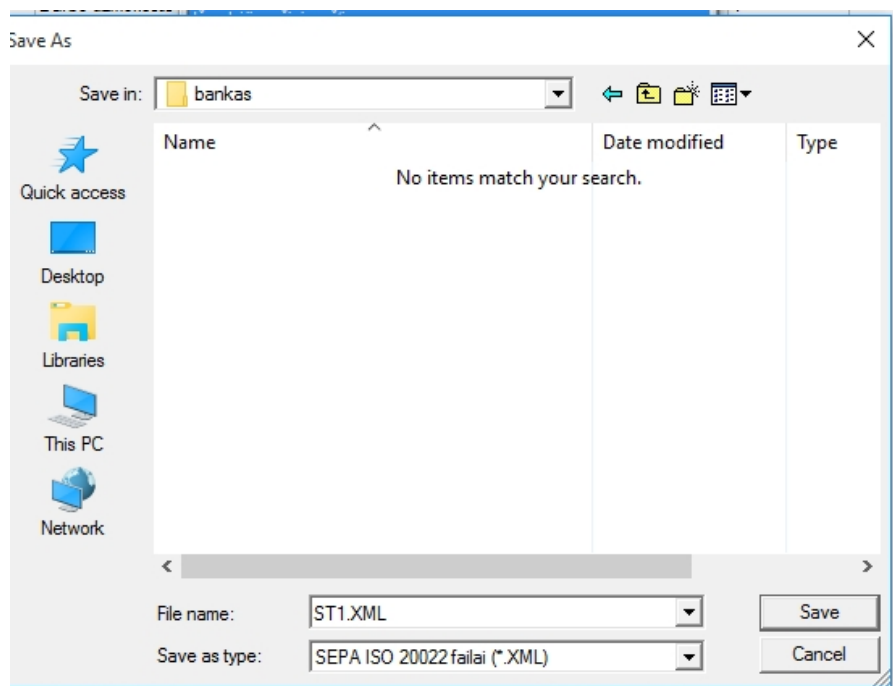 Save As
Save in: bankas
Name Date modified Type
No items match your search.
Quick access
Desktop
Libraries
This PC
Network
File name: ST1.XML Save
Save as type: SEPA ISO 20022 failai (*.XML) Cancel